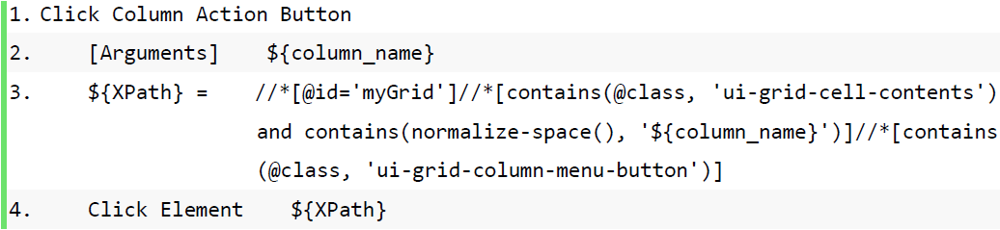 1. Click Column Action Button
2. [Arguments] ${column_name}
3. ${XPath} = //*[@id='myGrid']//*[contains(@class, 'ui-grid-cell-contents')
and contains(normalize-space(), '${column_name}')]//*[contains
(@class, 'ui-grid-column-menu-button')]
4. Click Element ${XPath}